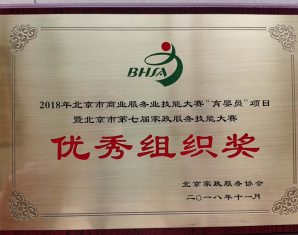 BHSA
2018年北京市商业服务业技能大赛“育婴员”项目
暨北京市第七届家政服务技能大赛
优秀组织奖
北京家政服务协会
二〇一八年十一月